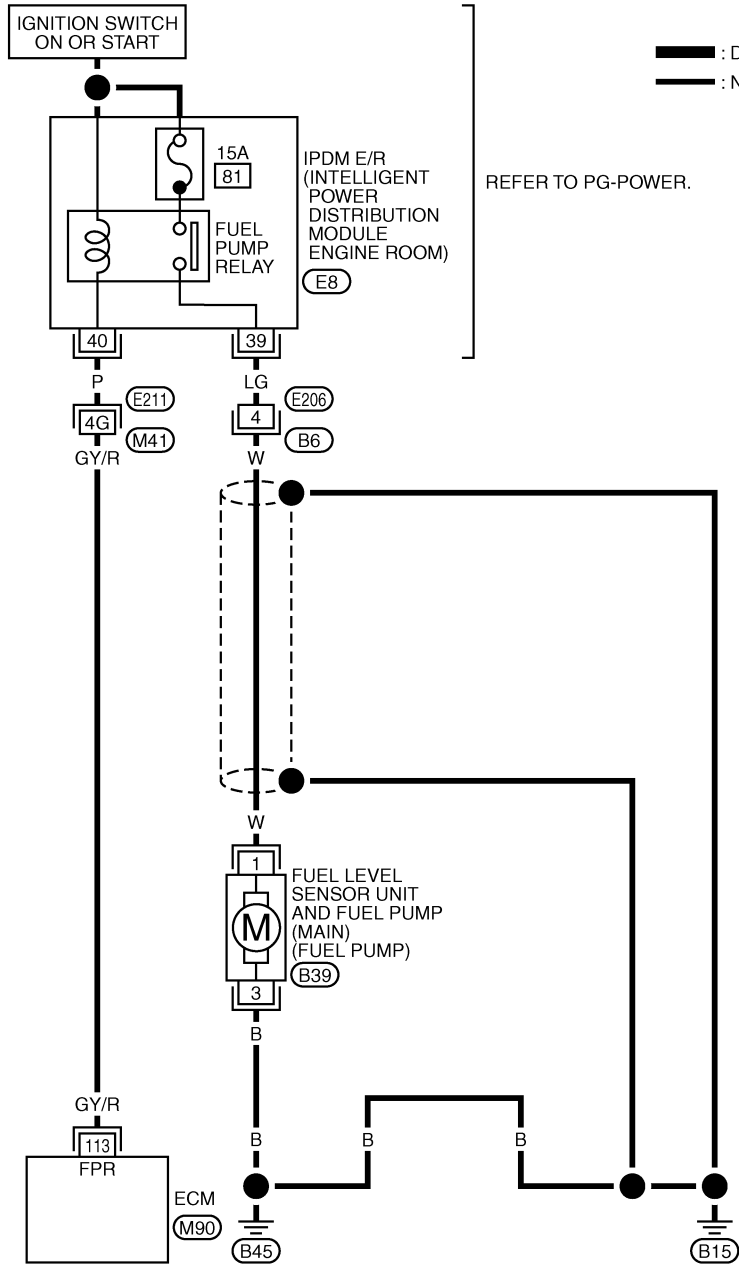 IGNITION SWITCH
ON OR START
: D
: N
15A
81
IPDM E/R
(INTELLIGENT
POWER
DISTRIBUTION
MODULE
ENGINE ROOM)
E8
REFER TO PG-POWER.
FUEL
PUMP
RELAY
40
39
P
LG
E211
E206
4G
4
M41
B6
GY/R
W
W
1
FUEL LEVEL
SENSOR UNIT
AND FUEL PUMP
(MAIN)
(FUEL PUMP)
M
B39
3
B
GY/R
B
B
B
113
FPR
ECM
M90
B45
B15